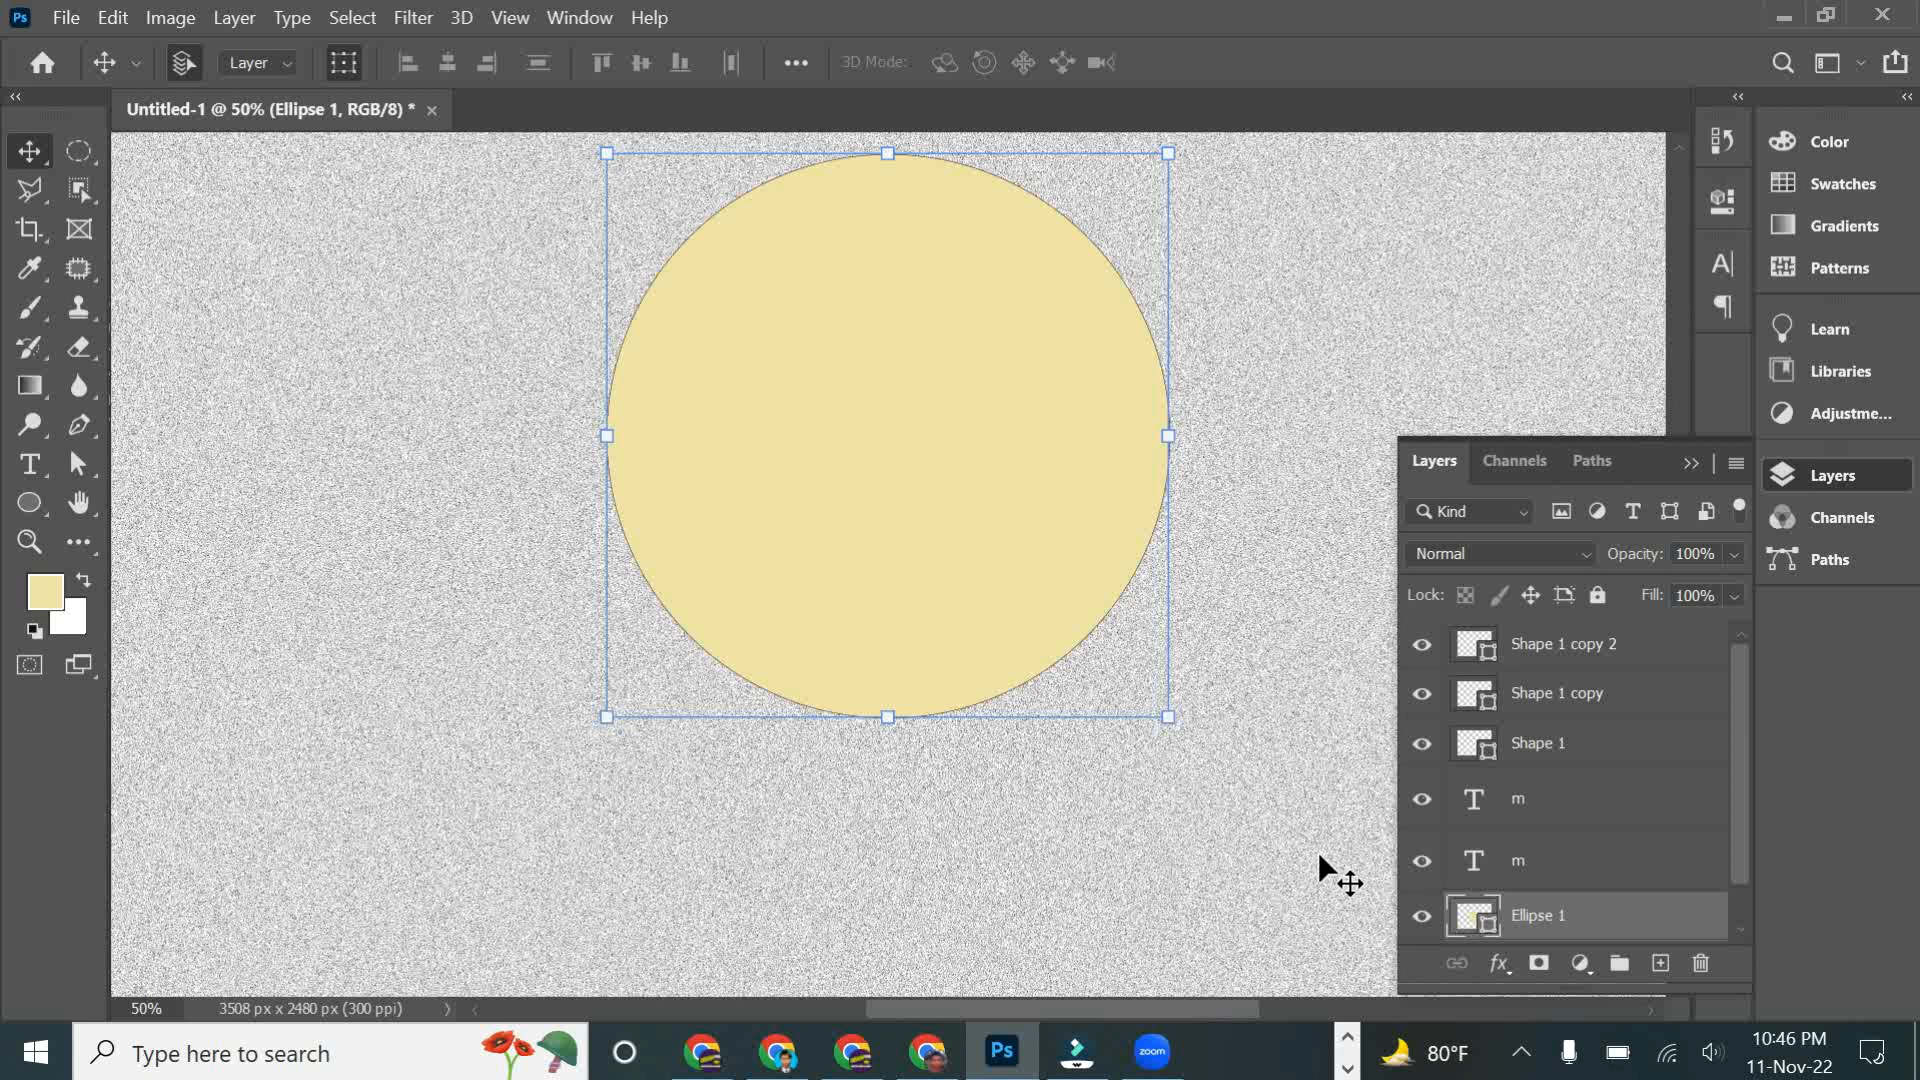 Ps File Edit Image Layer Type Select Filter 3D View Window Help
Layer 3D Mode:
Untitled-1 @ 50% (Ellipse 1, RGB/8) *
Color
Swatches
Gradients
Patterns
Learn
Libraries
Adjustme...
Layers
Channels
Paths
Layers Channels Paths
Kind
Normal Opacity: 100%
Lock: Fill: 100%
Shape 1 copy 2
Shape 1 copy
Shape 1
T m
T m
Ellipse 1
fx
50% 3508 px x 2480 px (300 ppi)
Type here to search
Ps
zoom
80°F
10:46 PM
11-Nov-22